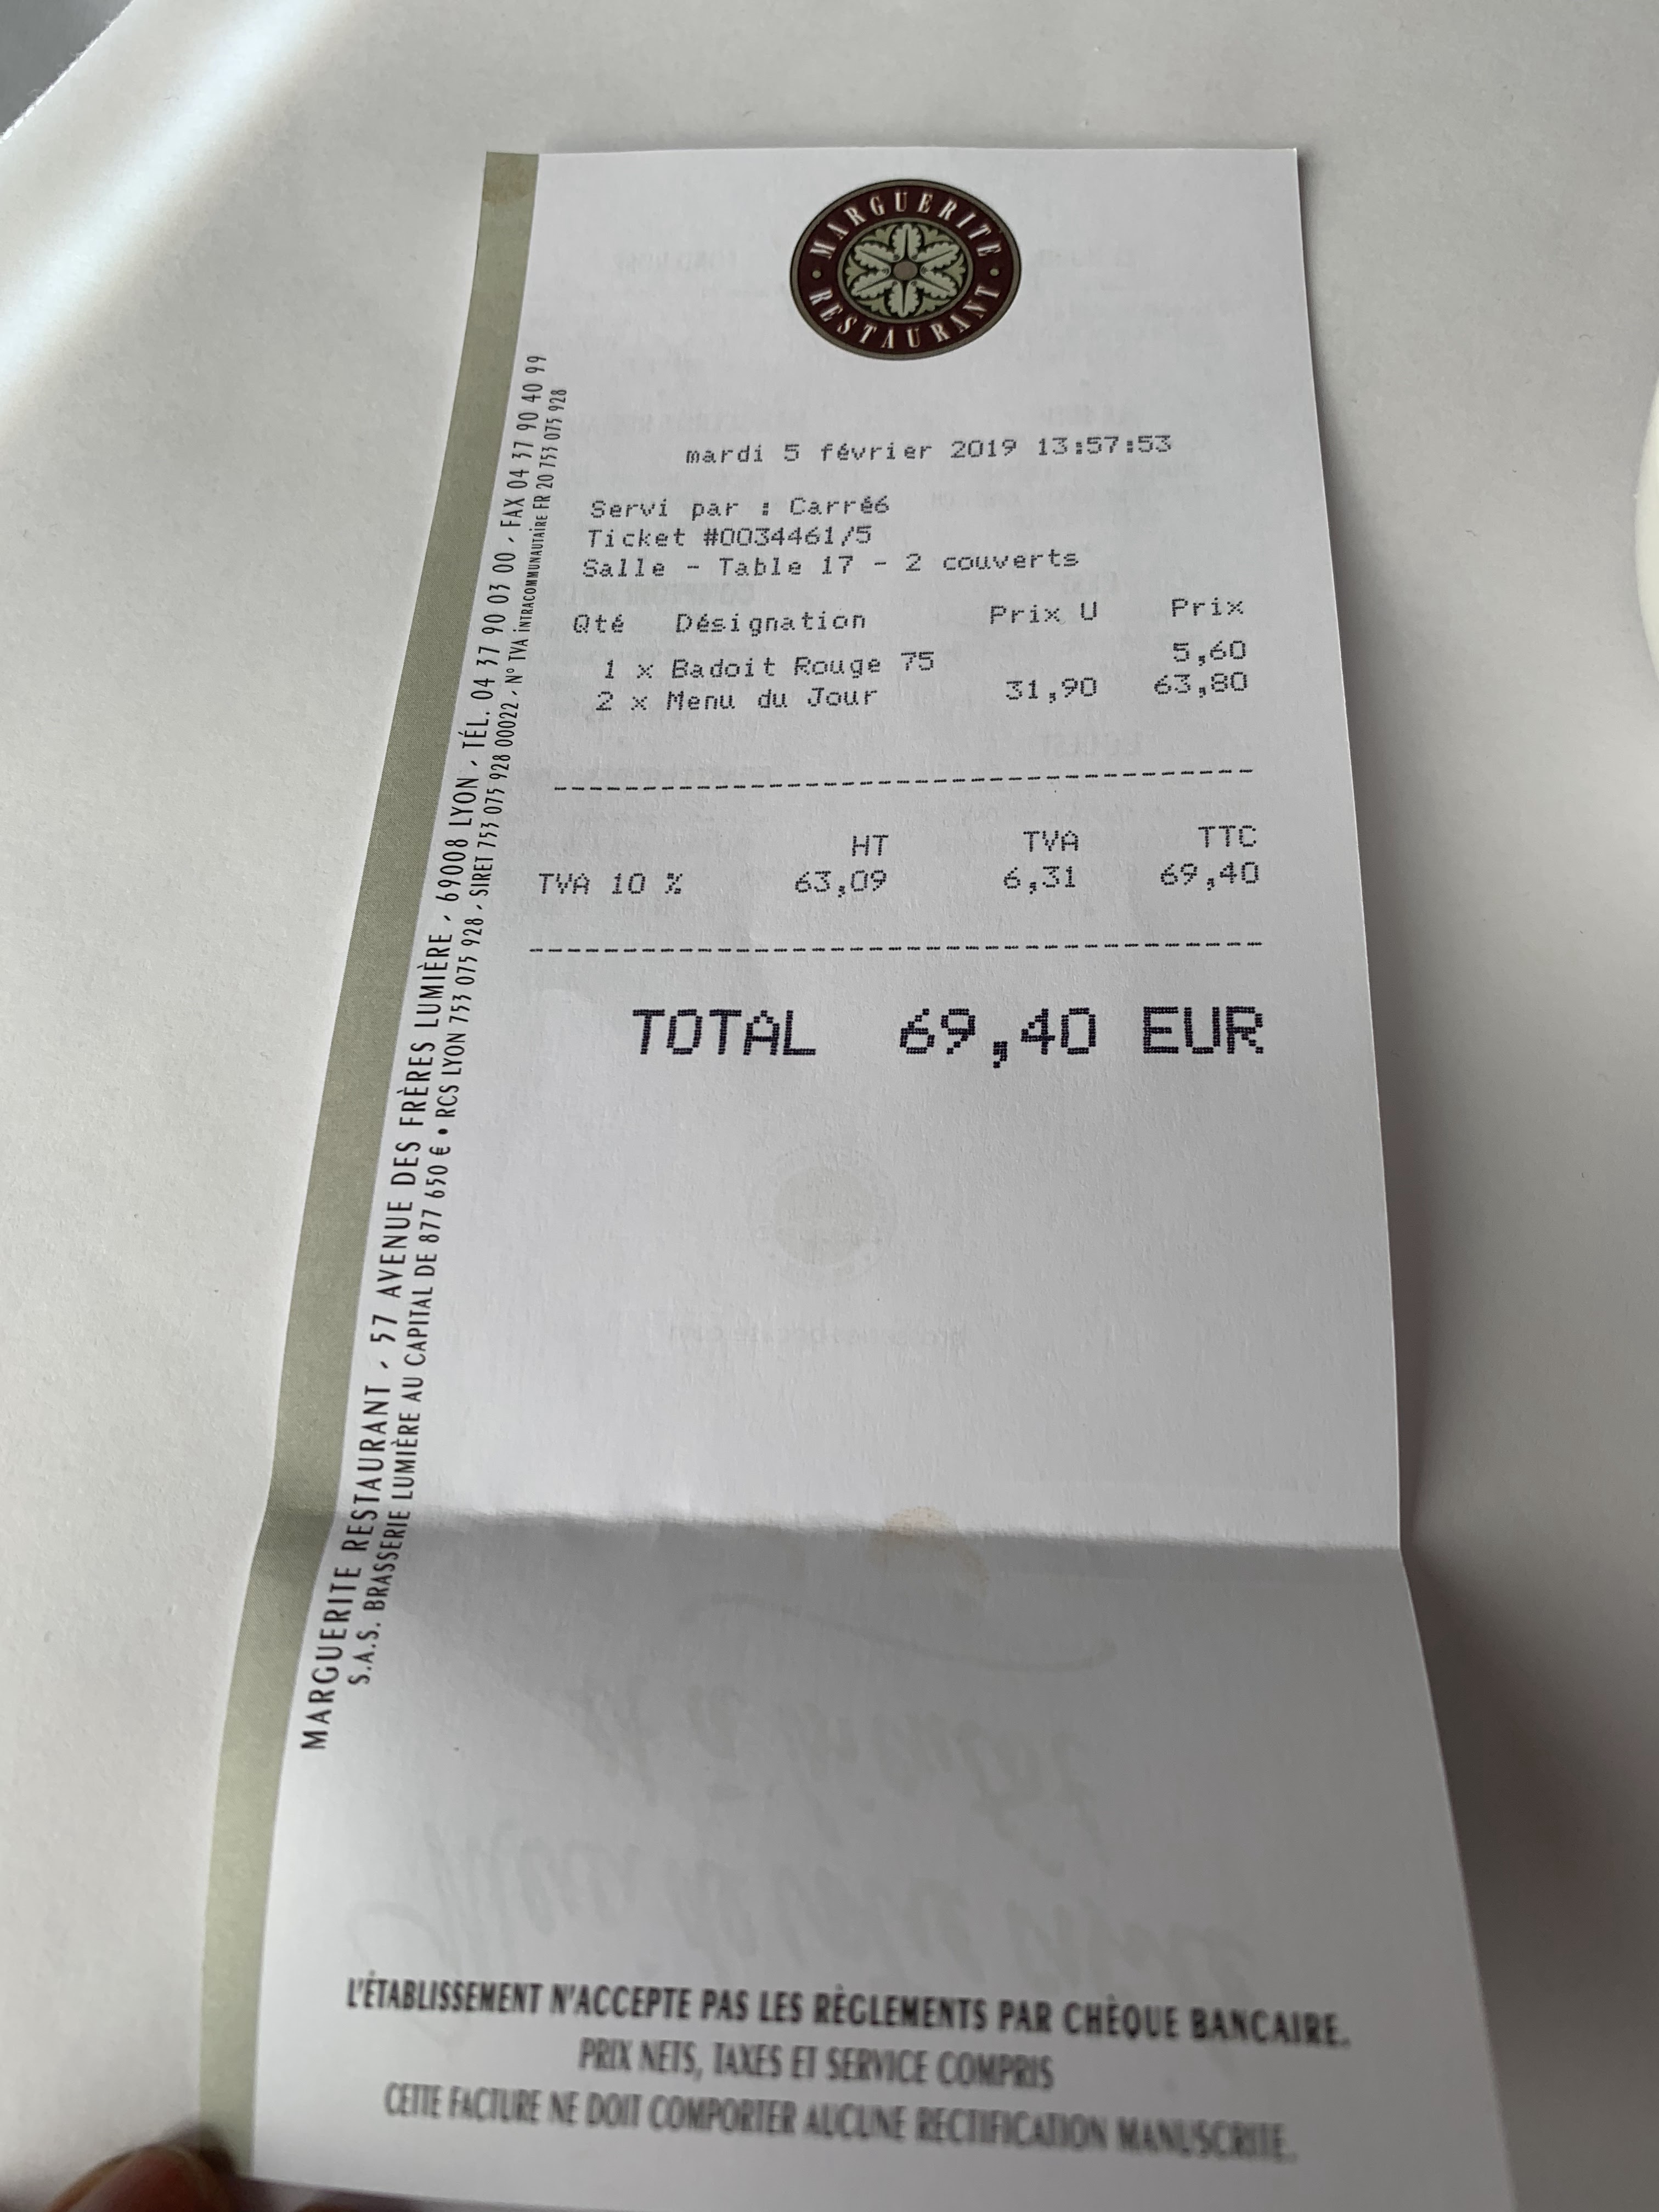 MARGUERITE
RESTAURANT
mardi 5 février 2019 13:57:53
Servi par : Carré6
Ticket #0034461/5
Salle - Table 17 - 2 couverts
Qté Désignation Prix U Prix
1 x Badoit Rouge 75 5,60
2 x Menu du Jour 31,90 63,80
HT TVA TTC
TVA 10 % 63,09 6,31 69,40
TOTAL 69,40 EUR
MARGUERITE RESTAURANT, 57 AVENUE DES FRÈRES LUMIÈRE, 69008 LYON, TÉL. 04 37 90 03 00, FAX 04 37 90 40 99
S.A.S. BRASSERIE LUMIÈRE AU CAPITAL DE 877 650 € • RCS LYON 753 075 928, SIRET 753 075 928 00022, N° TVA INTRACOMMUNAUTAIRE FR 20 753 075 928
L'ÉTABLISSEMENT N'ACCEPTE PAS LES RÈGLEMENTS PAR CHÈQUE BANCAIRE.
PRIX NETS, TAXES ET SERVICE COMPRIS
CETTE FACTURE NE DOIT COMPORTER AUCUNE RECTIFICATION MANUSCRITE.